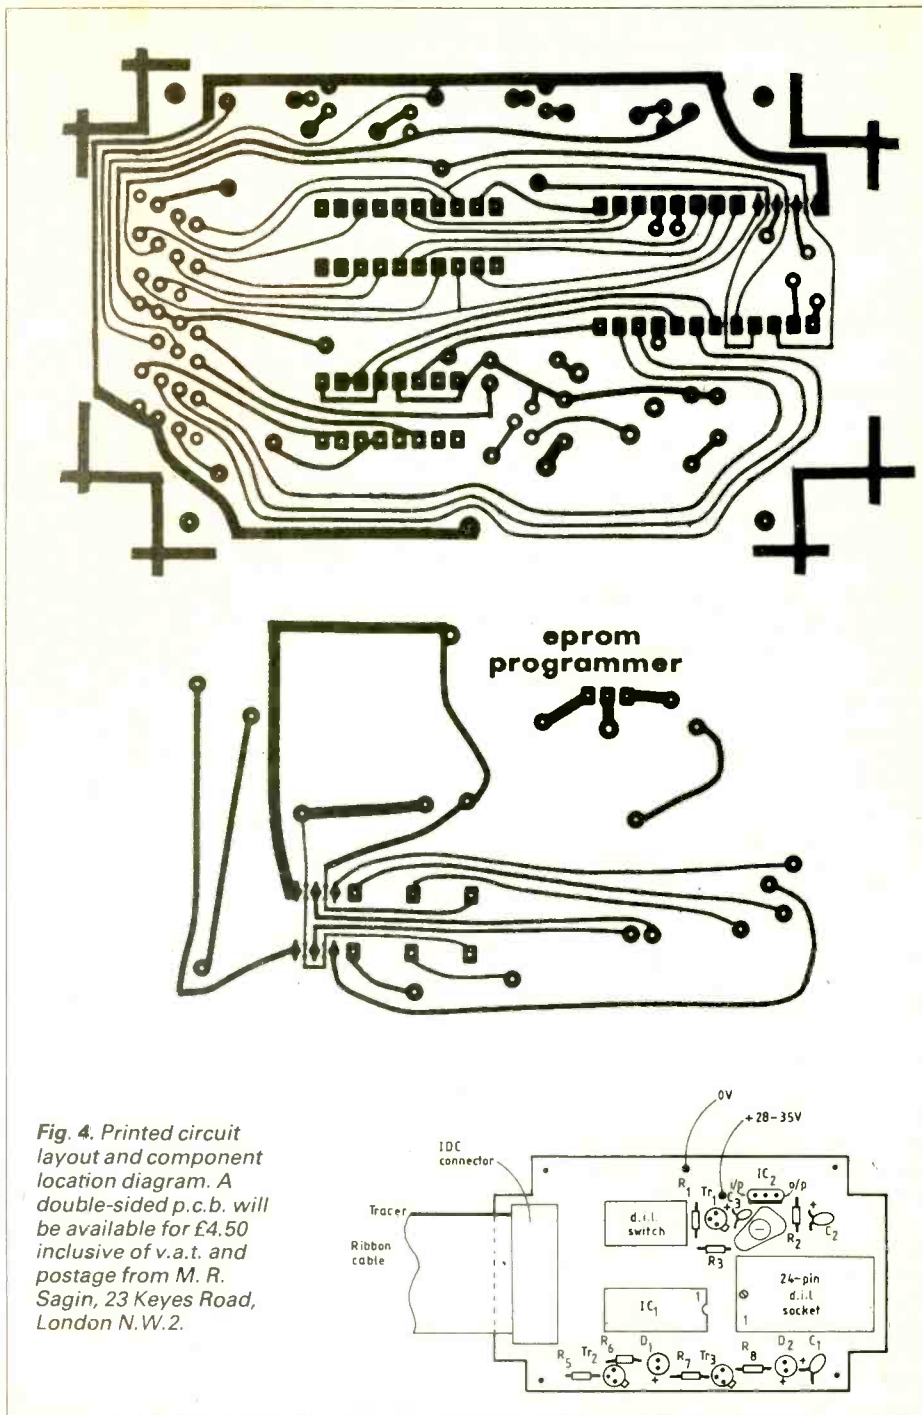 eprom
programmer
Fig. 4. Printed circuit
layout and component
location diagram. A
double-sided p.c.b. will
be available for £4.50
inclusive of v.a.t. and
postage from M. R.
Sagin, 23 Keyes Road,
London N.W.2.
0V
+28-35V
IDC
connector
Tracer
Ribbon
cable
R1
Tr1
i/p
C3
IC2
o/p
d.i.l.
switch
R3
R2
C2
IC1
1
24-pin
d.i.l
socket
1
R5
Tr2
R6
D1
R7
Tr3
R8
D2
C1